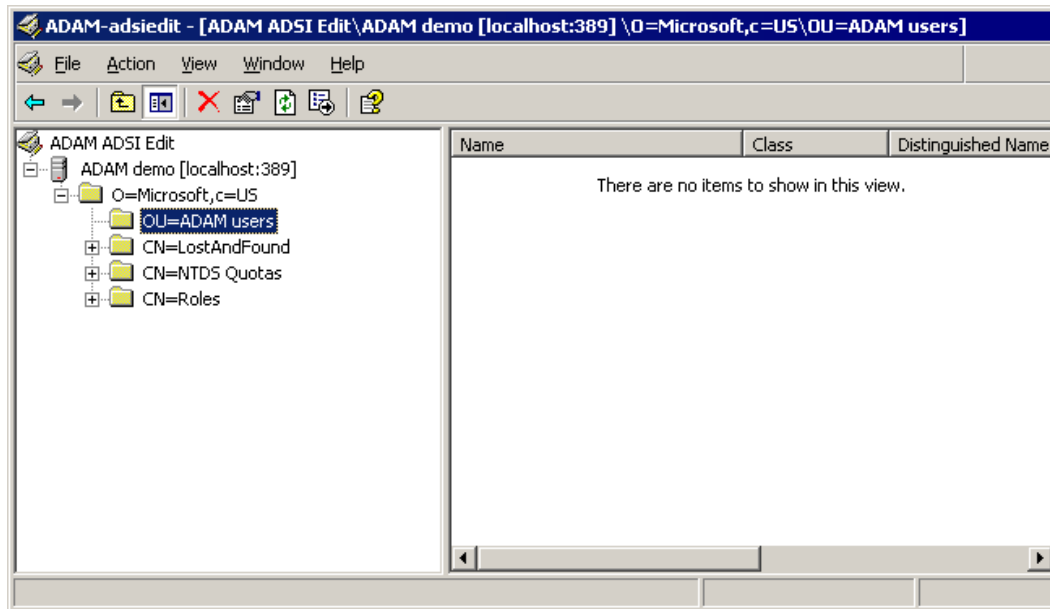 ADAM-adsiedit - [ADAM ADSI Edit\ADAM demo [localhost:389] \O=Microsoft,c=US\OU=ADAM users]
File Action View Window Help
ADAM ADSI Edit
ADAM demo [localhost:389]
O=Microsoft,c=US
OU=ADAM users
CN=LostAndFound
CN=NTDS Quotas
CN=Roles
Name Class Distinguished Name
There are no items to show in this view.